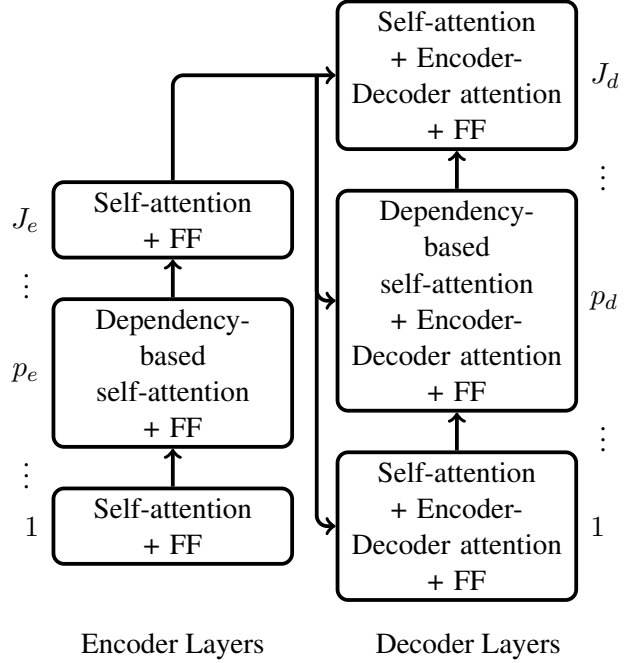 Self-attention
+ FF
J_e
⋮
Dependency-
based
self-attention
+ FF
p_e
⋮
Self-attention
+ FF
1
Encoder Layers
Self-attention
+ Encoder-
Decoder attention
+ FF
J_d
⋮
Dependency-
based
self-attention
+ Encoder-
Decoder attention
+ FF
p_d
⋮
Self-attention
+ Encoder-
Decoder attention
+ FF
1
Decoder Layers